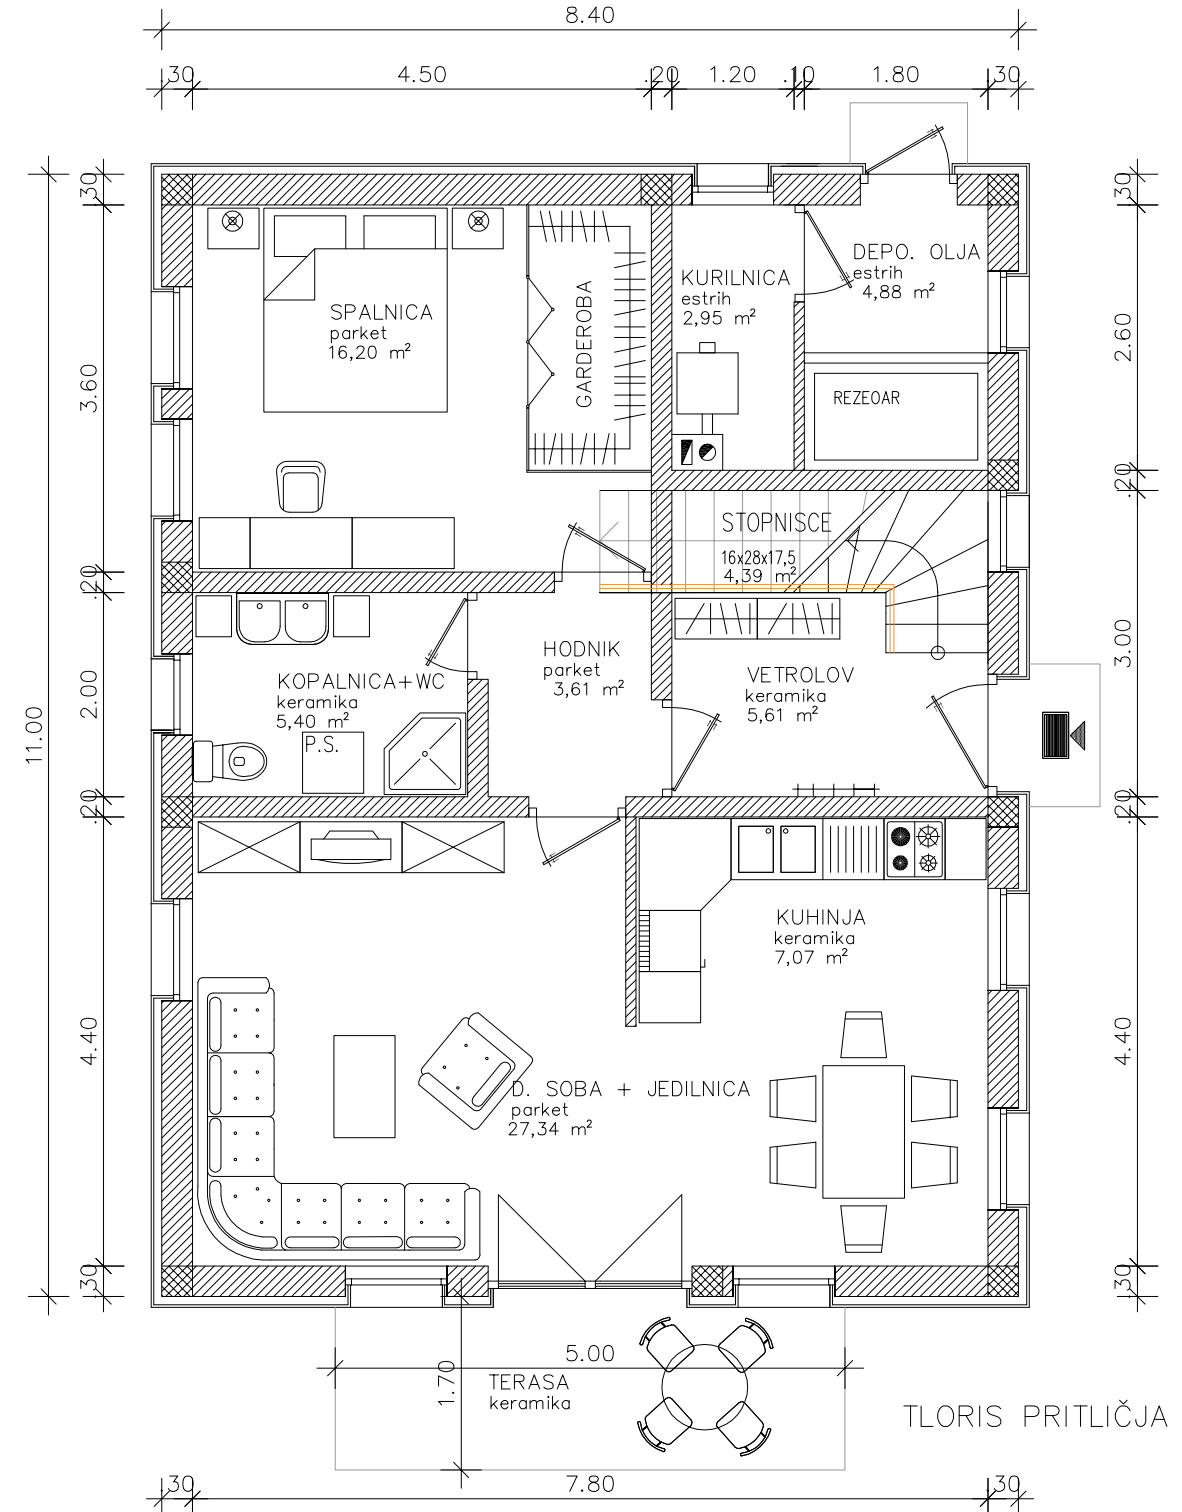 8.40
.30
4.50
.20
1.20
.10
1.80
.30
30
30
DEPO. OLJA
estrih
4,88 m²
KURILNICA
estrih
2,95 m²
SPALNICA
parket
16,20 m²
GARDEROBA
2.60
3.60
REZEOAR
.20
STOPNISCE
16x28x17,5
4,39 m²
.20
HODNIK
parket
3,61 m²
3.00
VETROLOV
keramika
5,61 m²
KOPALNICA+WC
keramika
5,40 m²
2.00
11.00
P.S.
.20
.20
KUHINJA
keramika
7,07 m²
4.40
4.40
D. SOBA + JEDILNICA
parket
27,34 m²
.30
.30
5.00
1.70
TERASA
keramika
TLORIS PRITLIČJA
.30
7.80
.30